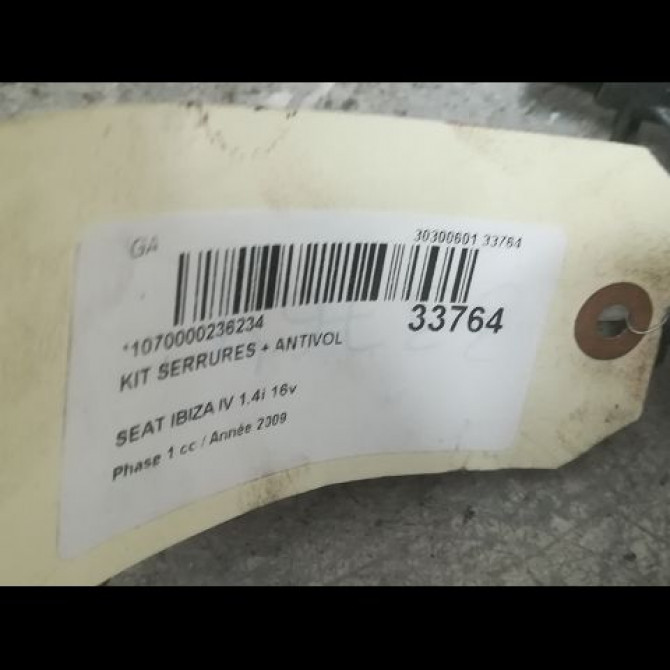 GA
30300601 33764
*1070000236234
33764
KIT SERRURES + ANTIVOL
SEAT IBIZA IV 1.4i 16v
Phase 1 cc / Année 2009